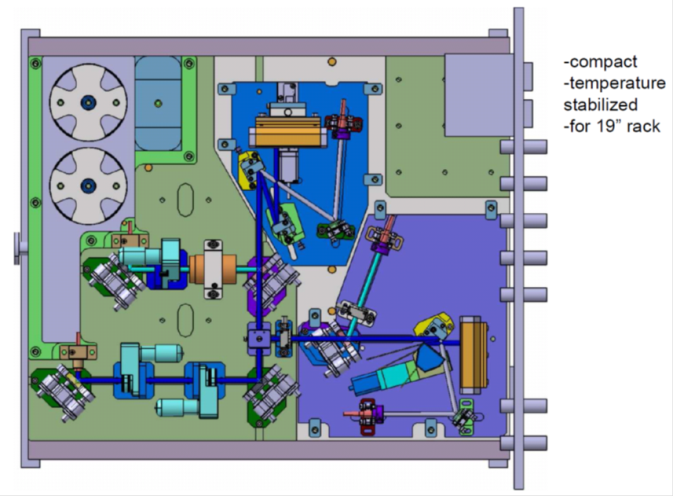 -compact
-temperature
stabilized
-for 19" rack